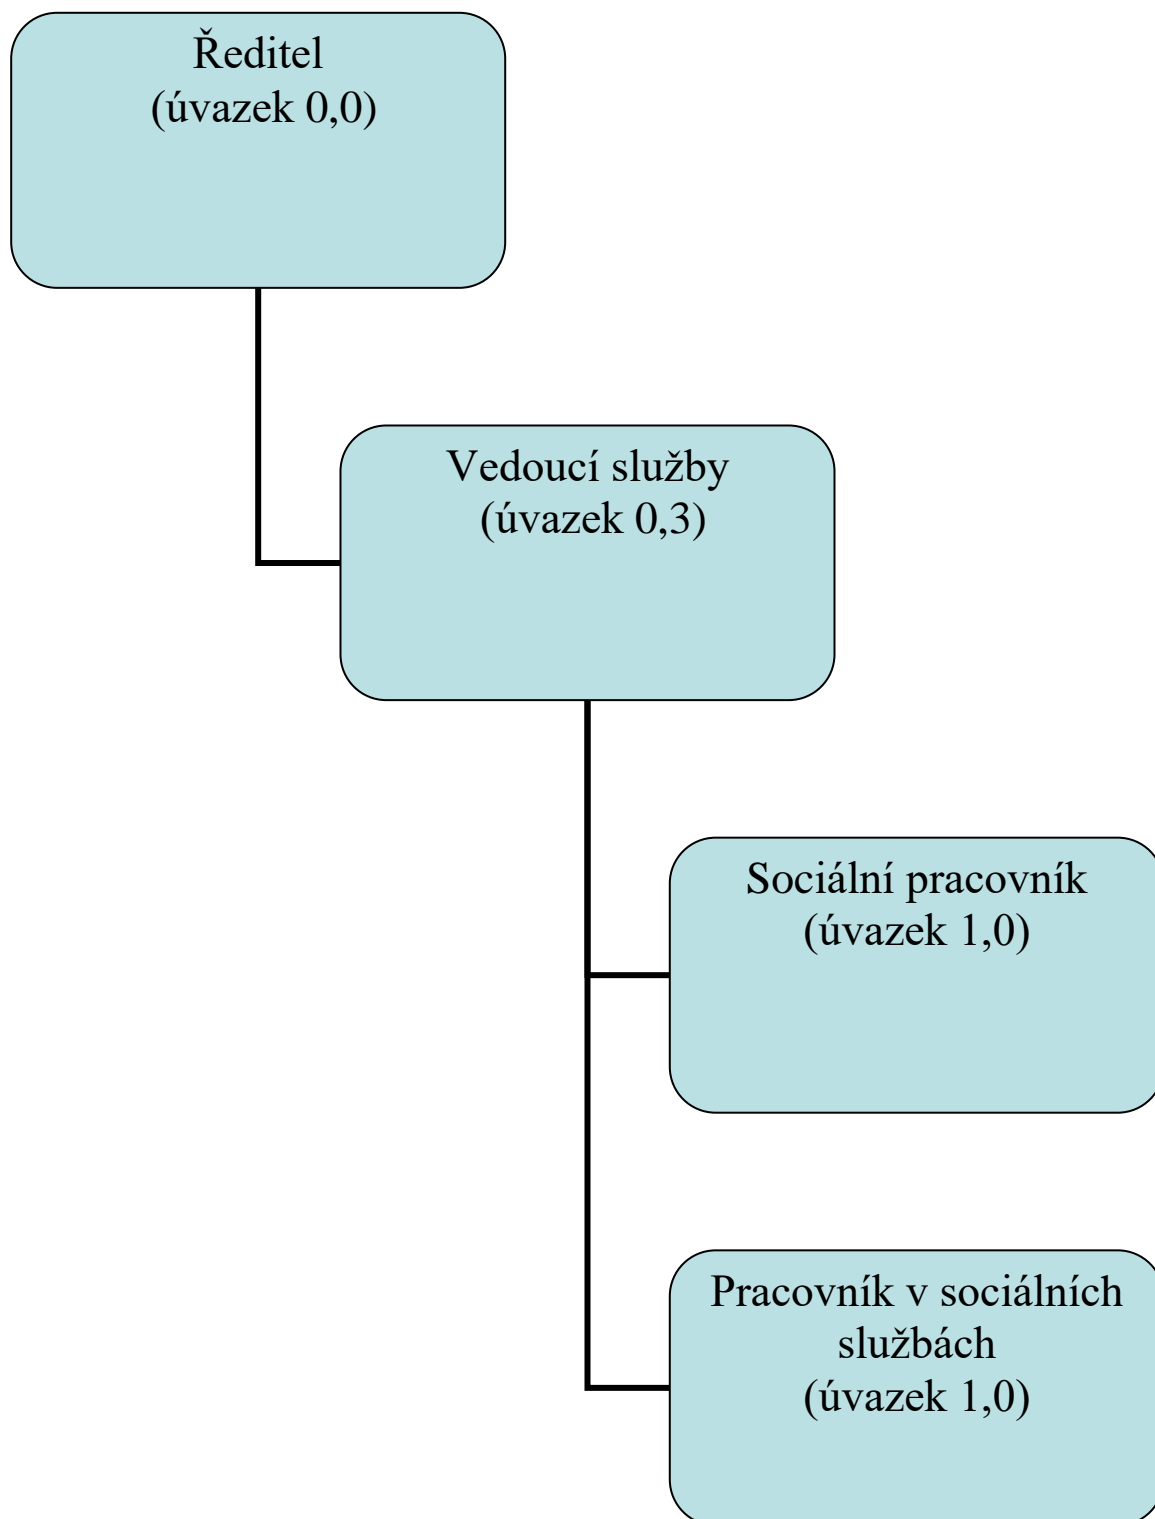 Ředitel
(úvazek 0,0)
Vedoucí služby
(úvazek 0,3)
Sociální pracovník
(úvazek 1,0)
Pracovník v sociálních
službách
(úvazek 1,0)